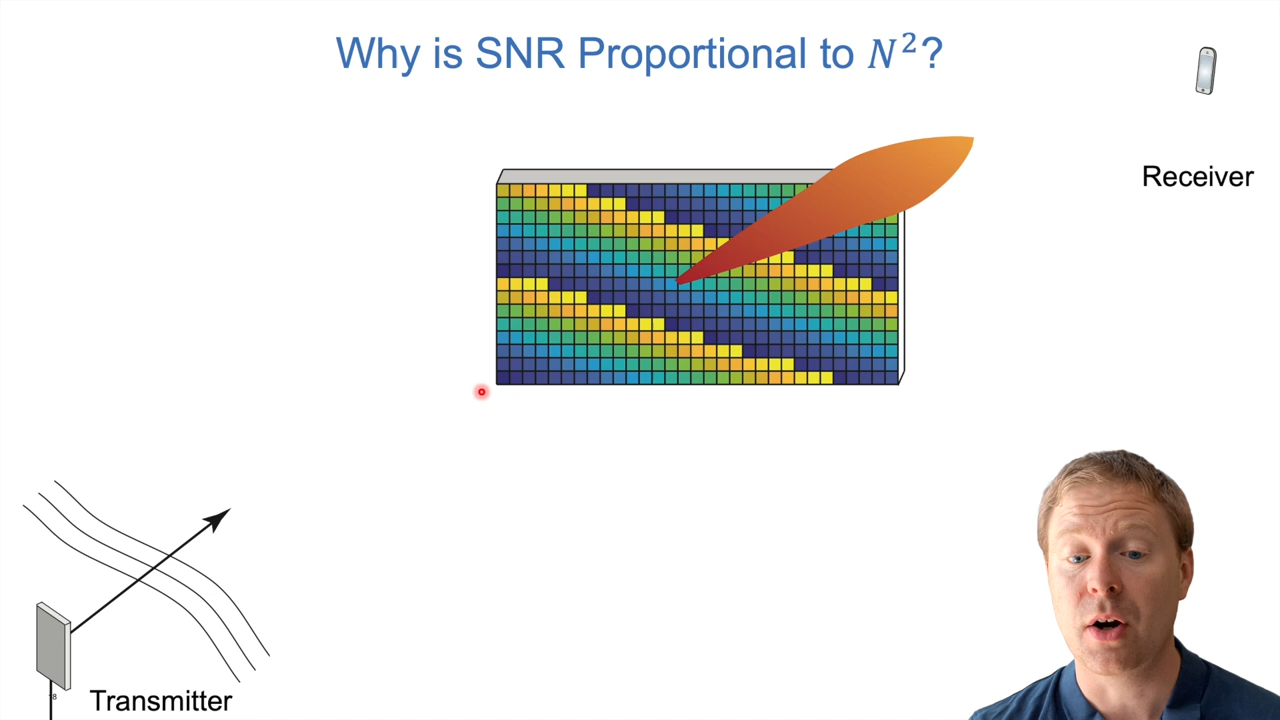 Why is SNR Proportional to N²?
Receiver
Transmitter